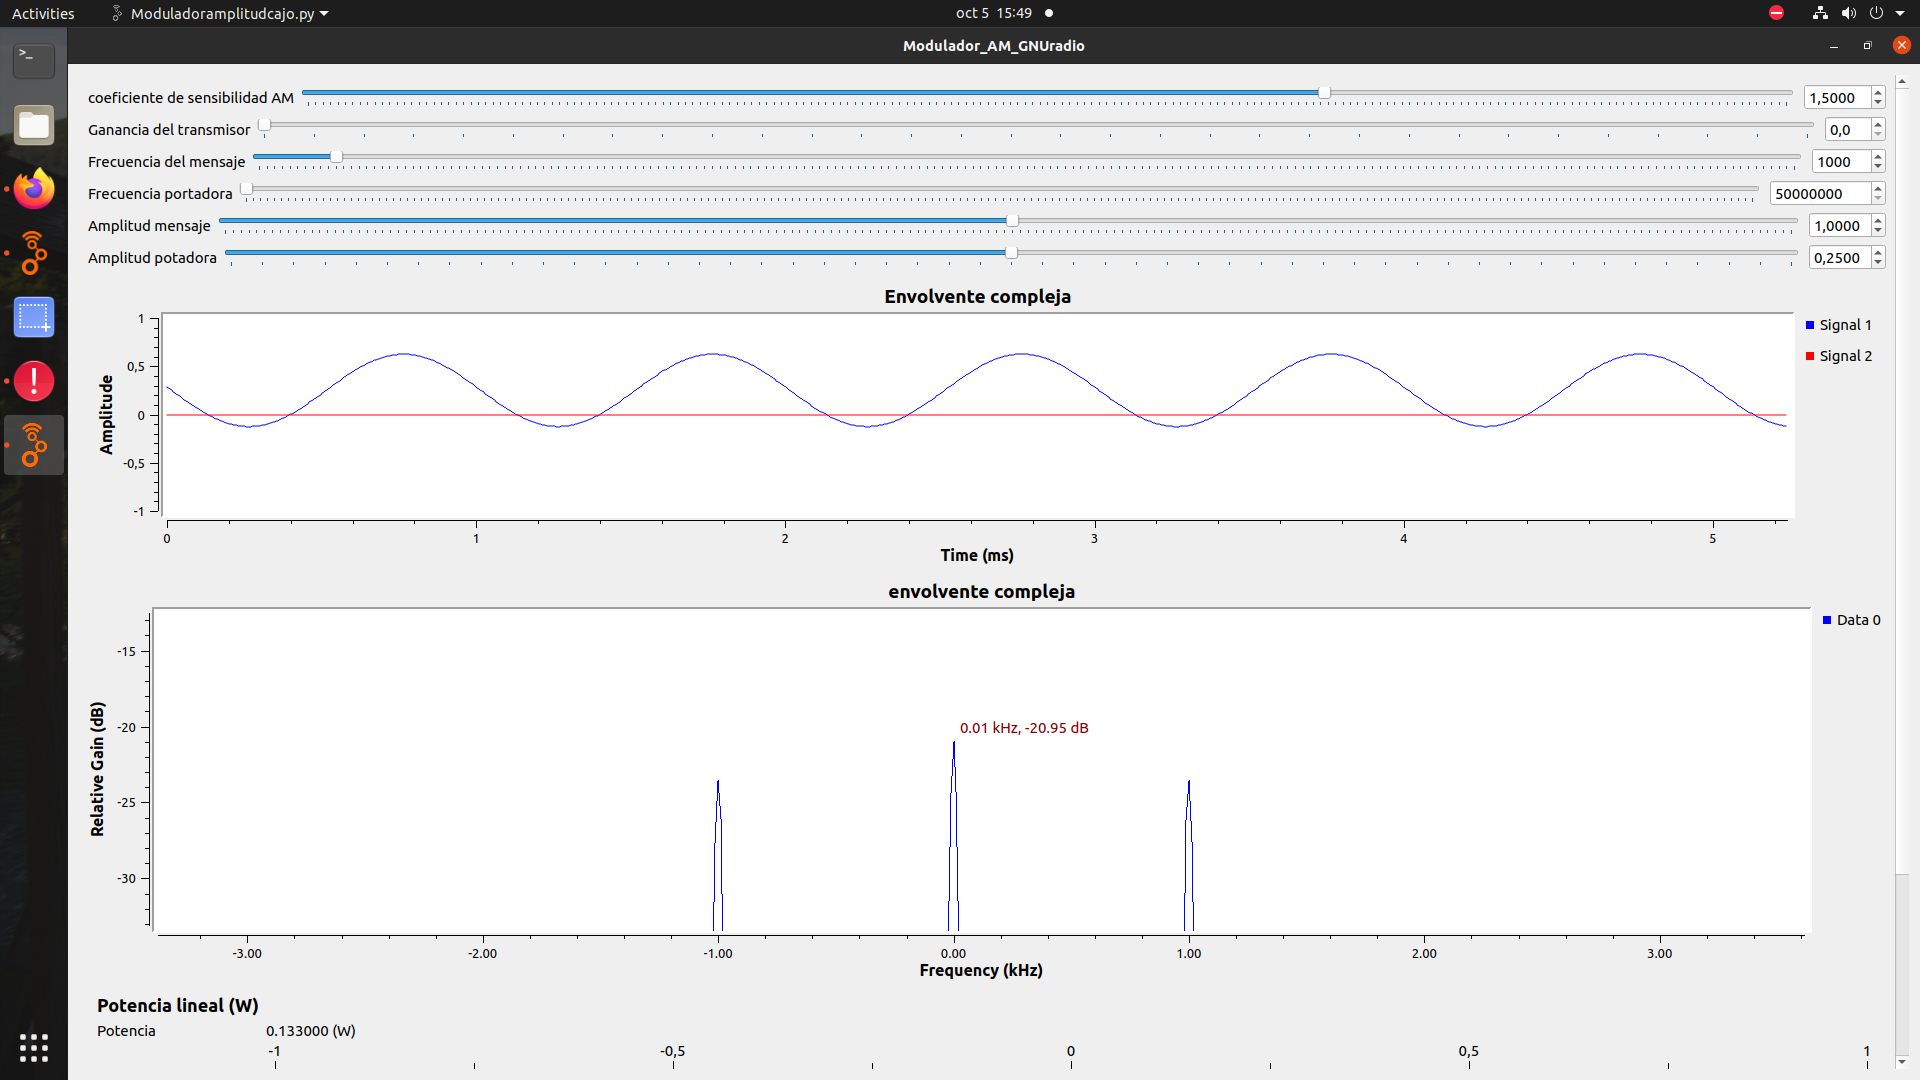 Activities
Moduladoramplitudcajo.py
oct 5 15:49
Modulador_AM_GNUradio
coeficiente de sensibilidad AM 1,5000
Ganancia del transmisor 0,0
Frecuencia del mensaje 1000
Frecuencia portadora 50000000
Amplitud mensaje 1,0000
Amplitud potadora 0,2500
Envolvente compleja
Signal 1
Signal 2
Amplitude
1
0,5
0
-0,5
-1
0 1 2 3 4 5
Time (ms)
envolvente compleja
Data 0
Relative Gain (dB)
-15
-20
-25
-30
0.01 kHz, -20.95 dB
-3.00 -2.00 -1.00 0.00 1.00 2.00 3.00
Frequency (kHz)
Potencia lineal (W)
Potencia 0.133000 (W)
-1 -0,5 0 0,5 1